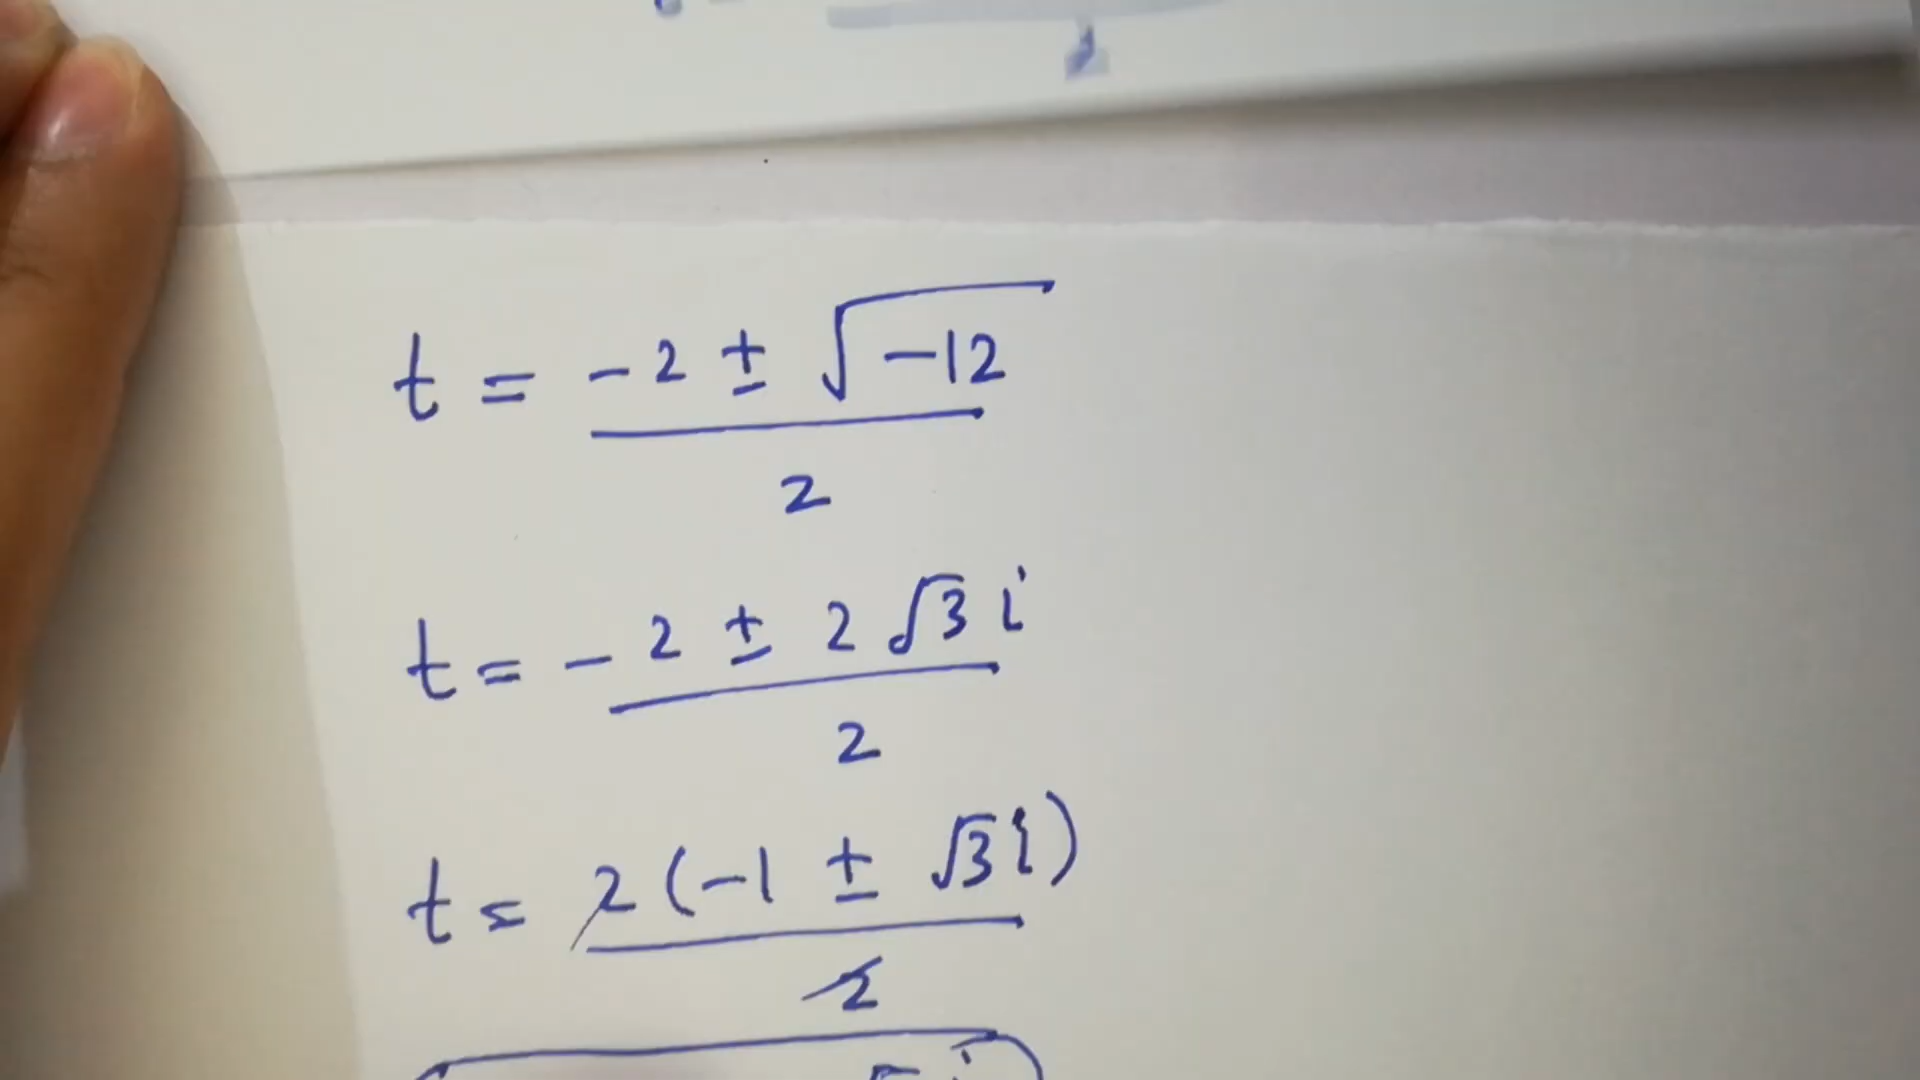 t = -2 ± √-12 / 2
t = -2 ± 2√3 i / 2
t = 2(-1 ± √3 i) / 2